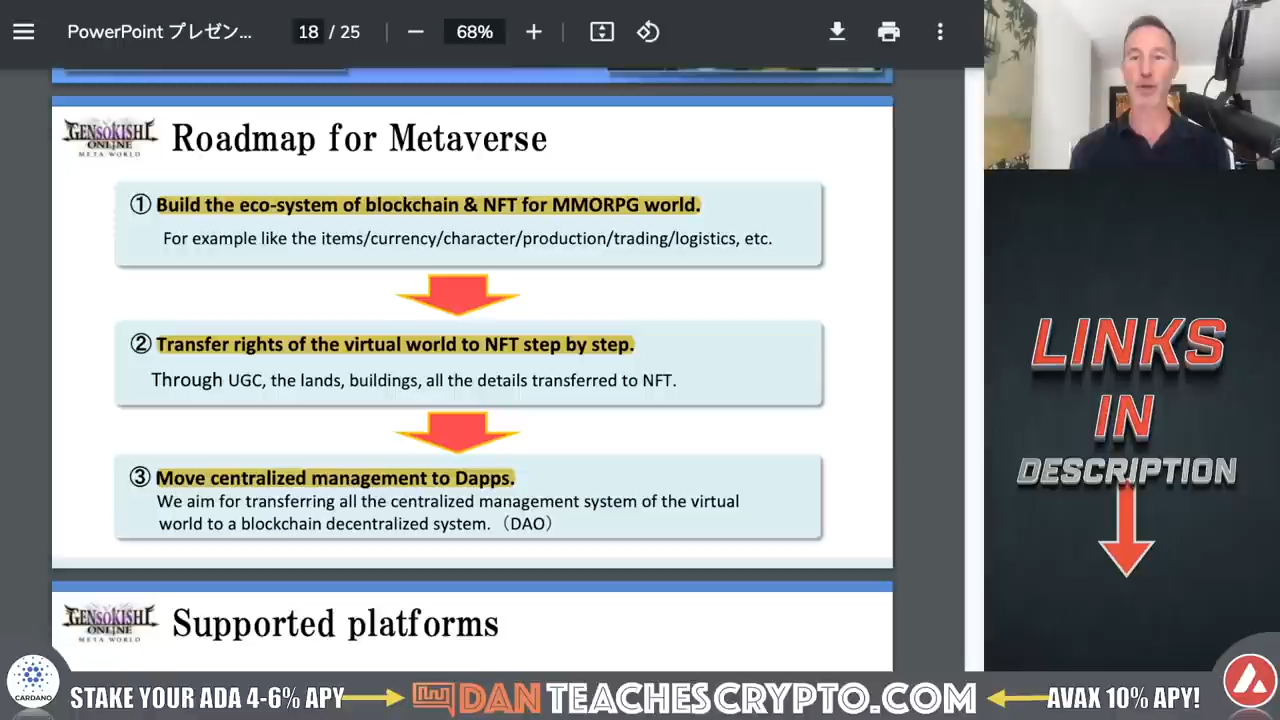 PowerPoint プレゼン...
18 / 25
68%
GENSOKISHI
ONLINE
META WORLD
Roadmap for Metaverse
① Build the eco-system of blockchain & NFT for MMORPG world.
For example like the items/currency/character/production/trading/logistics, etc.
② Transfer rights of the virtual world to NFT step by step.
Through UGC, the lands, buildings, all the details transferred to NFT.
③ Move centralized management to Dapps.
We aim for transferring all the centralized management system of the virtual
world to a blockchain decentralized system.（DAO）
GENSOKISHI
ONLINE
META WORLD
Supported platforms
LINKS
IN
DESCRIPTION
CARDANO
STAKE YOUR ADA 4-6% APY
DANTEACHESCRYPTO.COM
AVAX 10% APY!